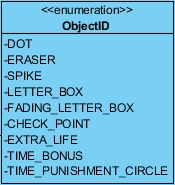 <<enumeration>>
ObjectID
-DOT
-ERASER
-SPIKE
-LETTER_BOX
-FADING_LETTER_BOX
-CHECK_POINT
-EXTRA_LIFE
-TIME_BONUS
-TIME_PUNISHMENT_CIRCLE